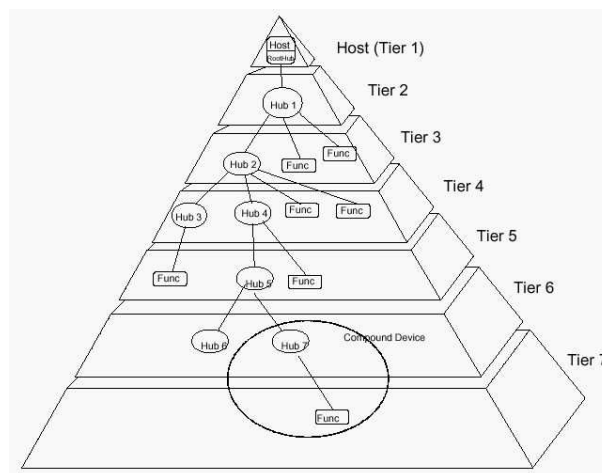 Host
RootHub
Host (Tier 1)
Tier 2
Hub 1
Tier 3
Func
Func
Hub 2
Tier 4
Hub 3
Hub 4
Func
Func
Tier 5
Func
Hub 5
Func
Tier 6
Hub 6
Hub 7
Compound Device
Tier 7
Func